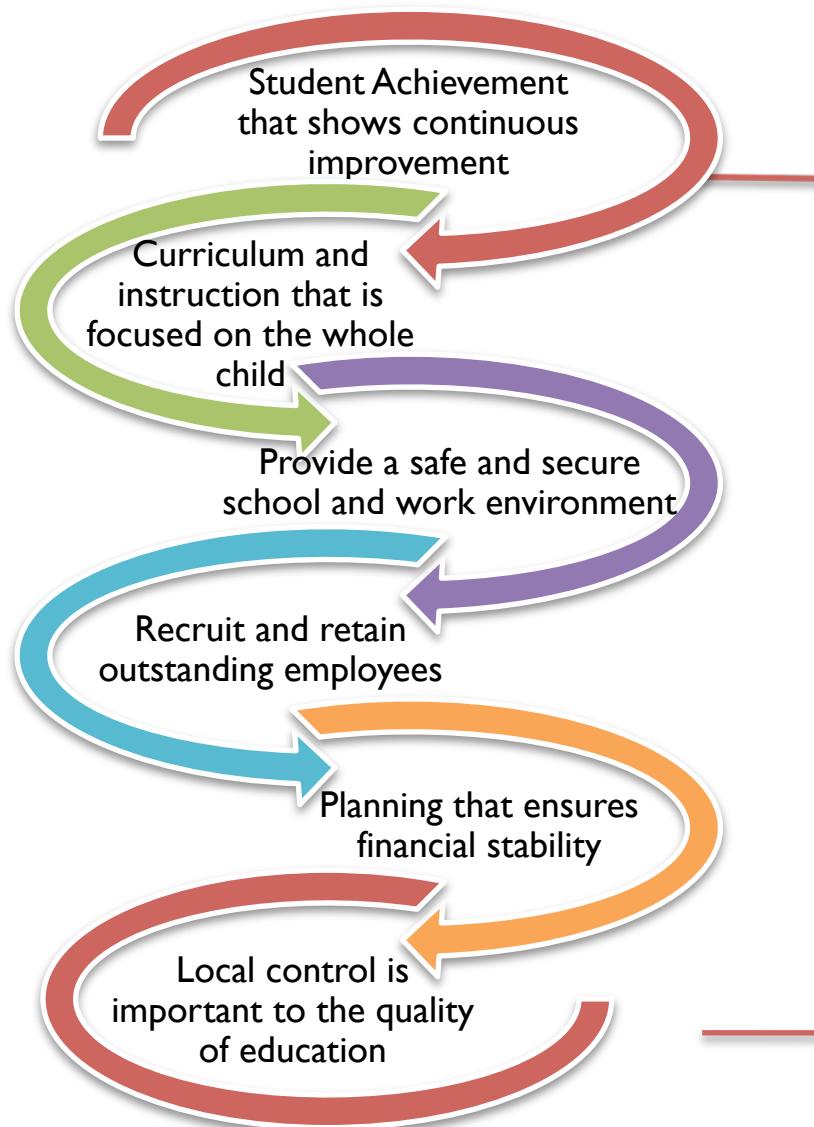 Student Achievement
that shows continuous
improvement
Curriculum and
instruction that is
focused on the whole
child
Provide a safe and secure
school and work environment
Recruit and retain
outstanding employees
Planning that ensures
financial stability
Local control is
important to the quality
of education